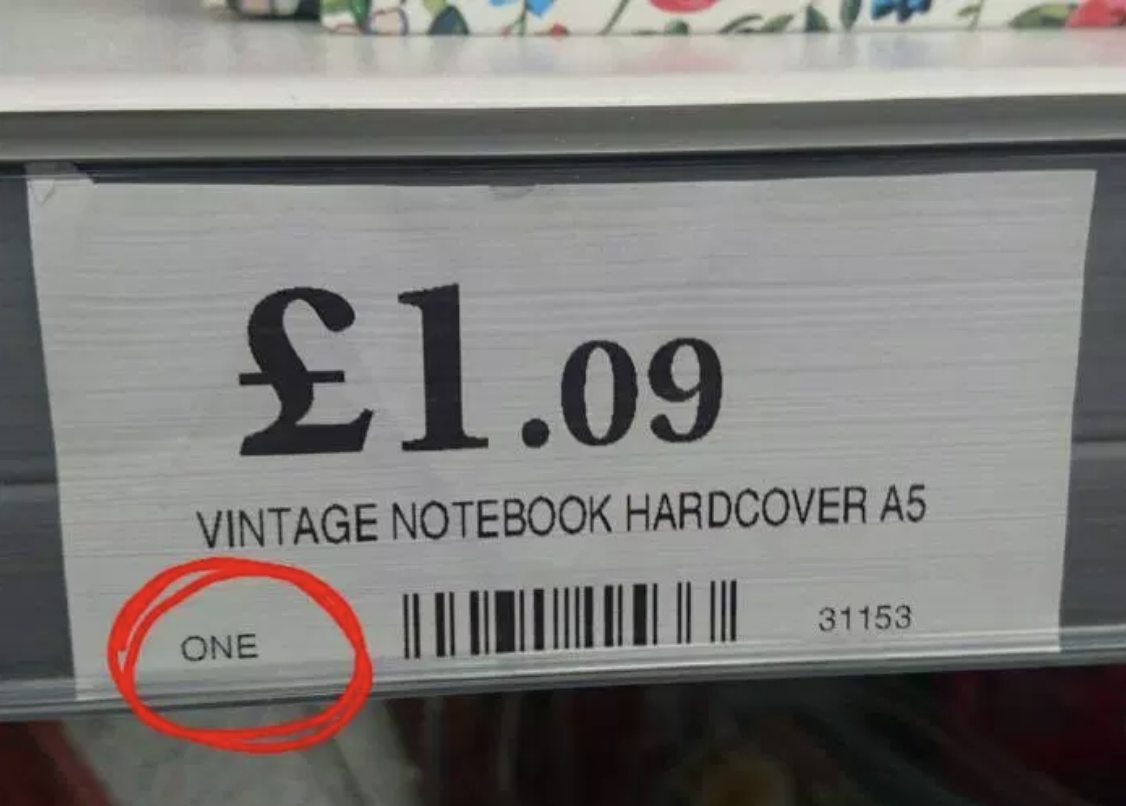 £1.09
VINTAGE NOTEBOOK HARDCOVER A5
ONE 31153